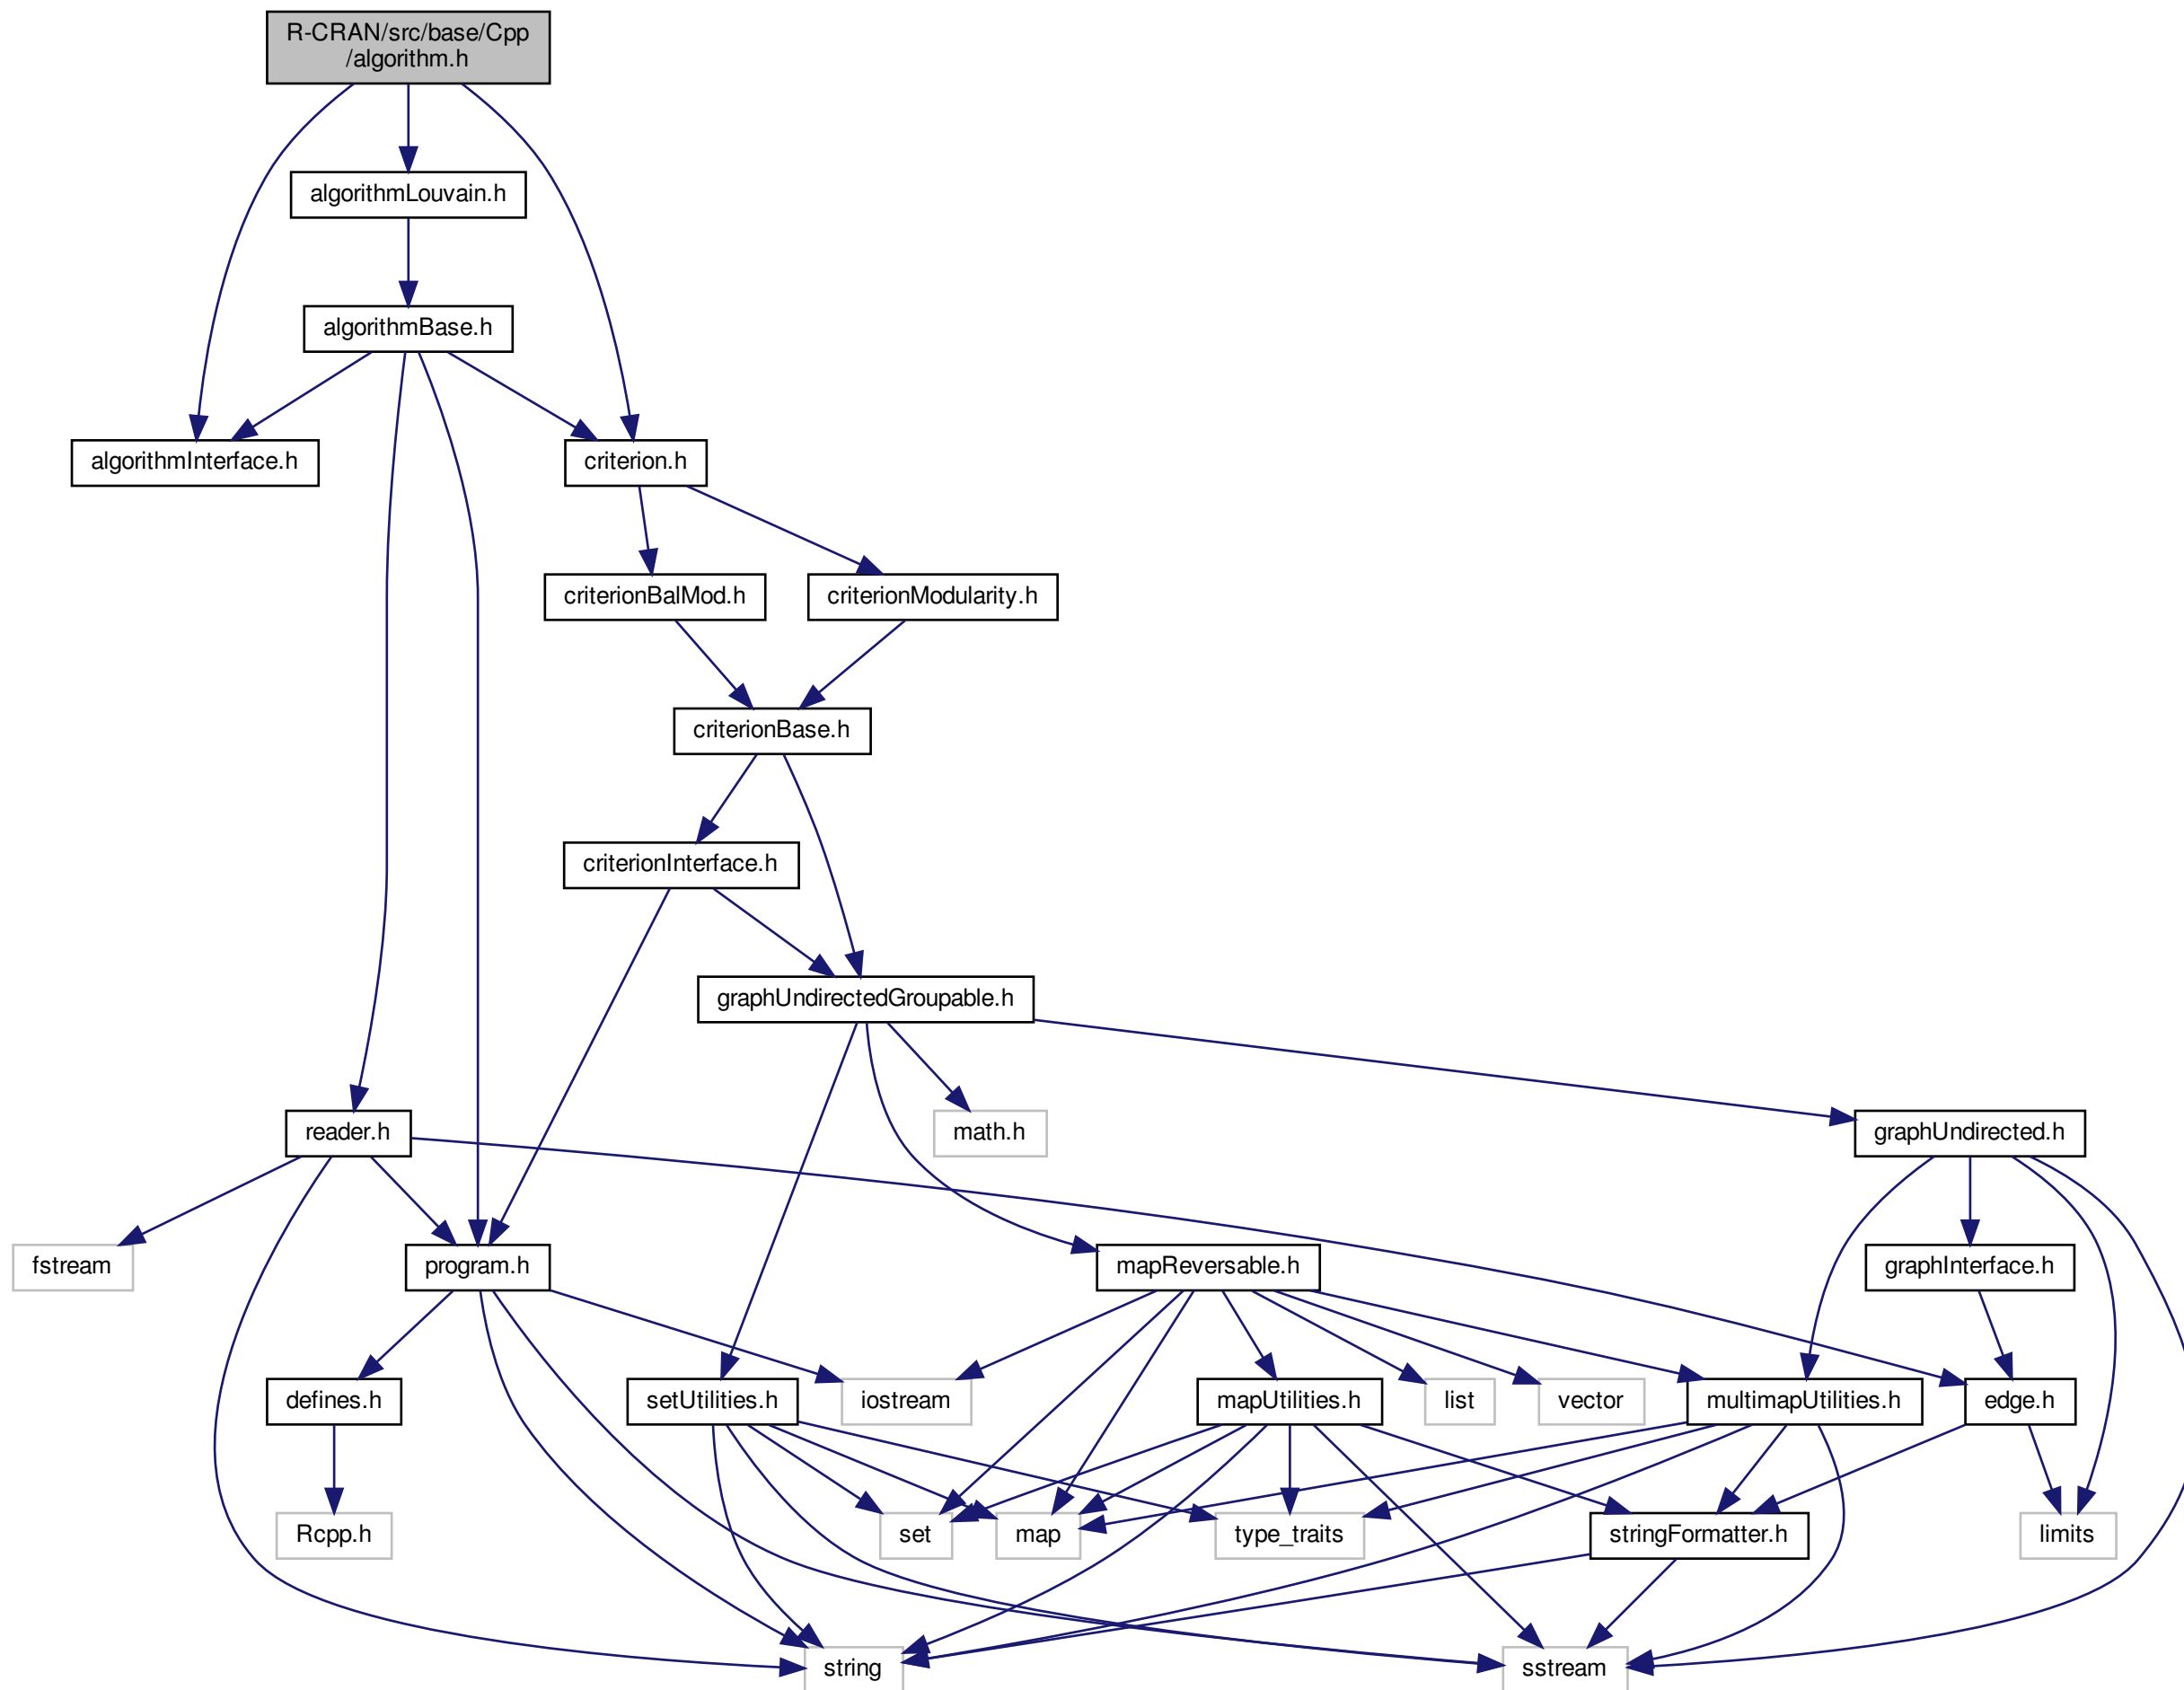 R-CRAN/src/base/Cpp
/algorithm.h
algorithmLouvain.h
algorithmBase.h
algorithmInterface.h
criterion.h
criterionBalMod.h
criterionModularity.h
criterionBase.h
criterionInterface.h
graphUndirectedGroupable.h
reader.h
math.h
graphUndirected.h
fstream
program.h
mapReversable.h
graphInterface.h
defines.h
setUtilities.h
iostream
mapUtilities.h
list
vector
multimapUtilities.h
edge.h
Rcpp.h
set
map
type_traits
stringFormatter.h
limits
string
sstream